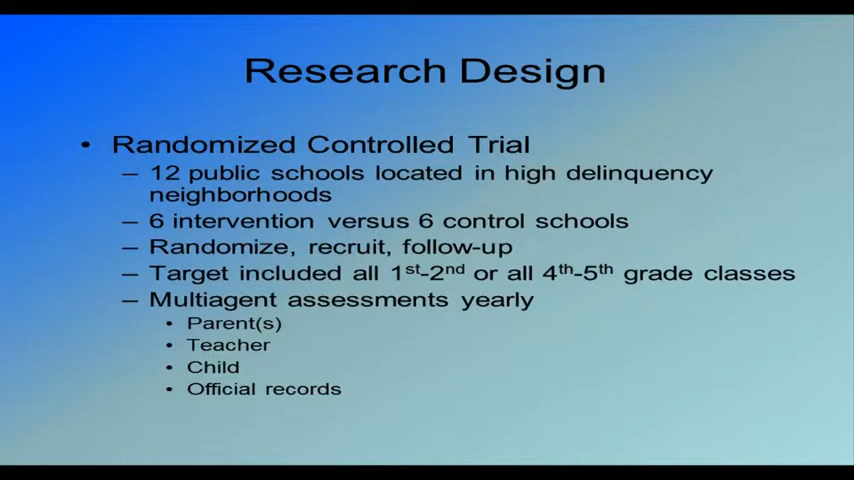 Research Design
• Randomized Controlled Trial
– 12 public schools located in high delinquency
neighborhoods
– 6 intervention versus 6 control schools
– Randomize, recruit, follow-up
– Target included all 1st-2nd or all 4th-5th grade classes
– Multiagent assessments yearly
• Parent(s)
• Teacher
• Child
• Official records